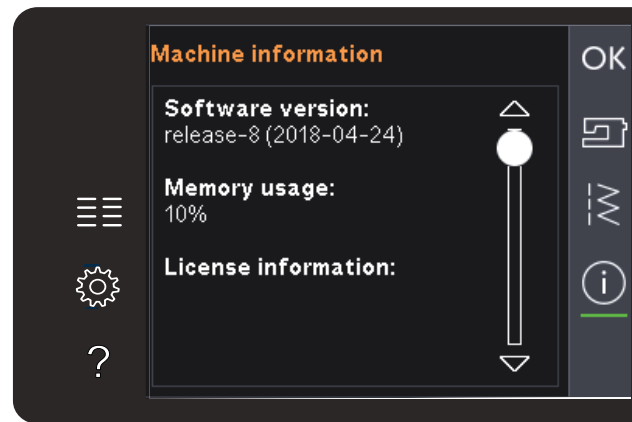 Machine information
OK
Software version:
release-8 (2018-04-24)
Memory usage:
10%
License information:
i
?